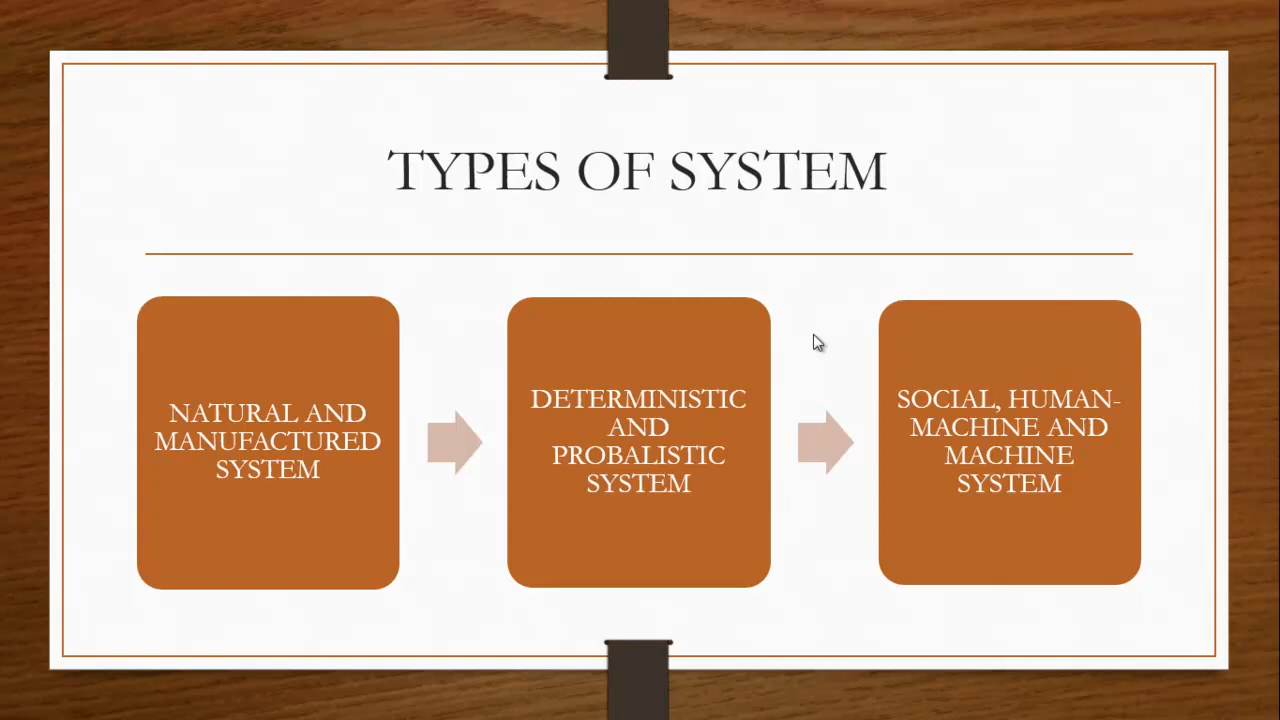 TYPES OF SYSTEM
NATURAL AND
MANUFACTURED
SYSTEM
DETERMINISTIC
AND
PROBALISTIC
SYSTEM
SOCIAL, HUMAN-
MACHINE AND
MACHINE
SYSTEM